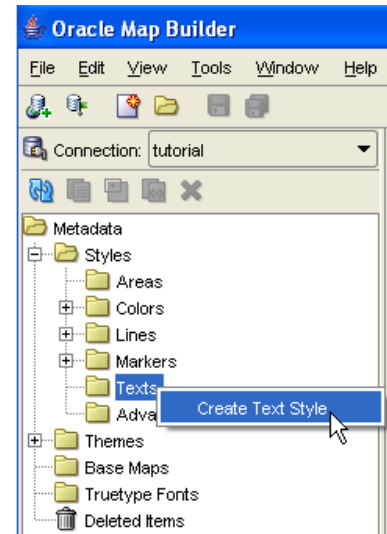 Oracle Map Builder
File Edit View Tools Window Help
Connection: tutorial
Metadata
Styles
Areas
Colors
Lines
Markers
Texts
Create Text Style
Adva
Themes
Base Maps
Truetype Fonts
Deleted Items